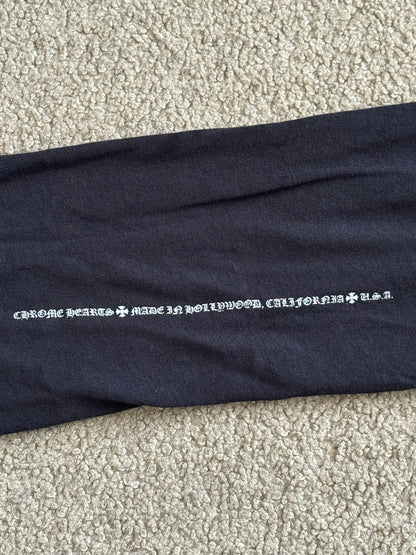 CHROME HEARTS ✠ MADE IN HOLLYWOOD, CALIFORNIA ✠ U.S.A.